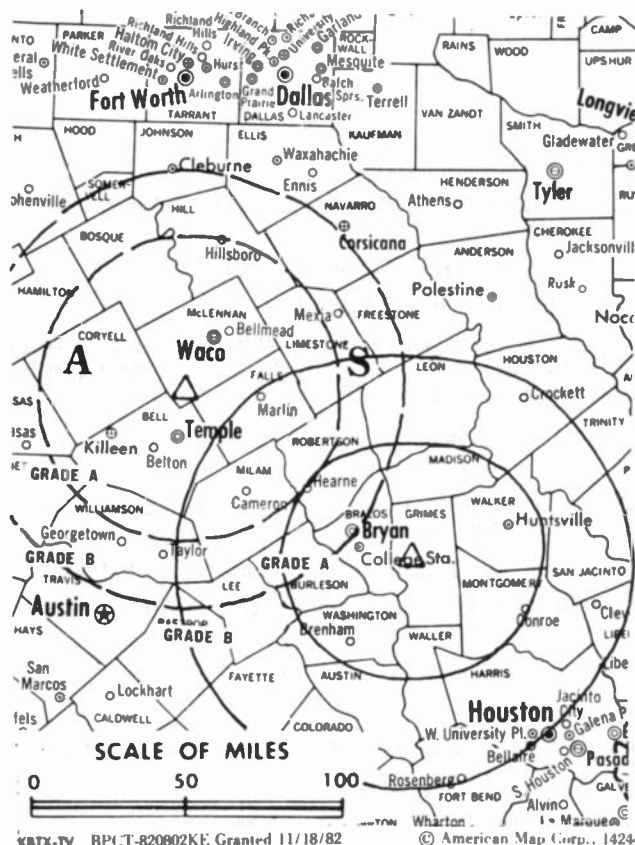 CAMP
PARKER
Richland Hills
Richland Hills
Highland Pk.
Branch
University
Garland
ROCKWALL
RAINS
WOOD
UPSHUR
Haltom City
River Oaks
White Settlement
Hurst
Irving
Mesquite
Weatherford
Arlington
Grand Prairie
Balch Sprs.
Terrell
Fort Worth
Dallas
Longvie
TARRANT
DALLAS
Lancaster
VAN ZANDT
SMITH
Gladewater
HOOD
JOHNSON
ELLIS
KAUFMAN
Cleburne
Waxahachie
Ennis
HENDERSON
Tyler
phenville
SOMERVELL
Athens
HILL
NAVARRO
CHEROKEE
BOSQUE
Corsicana
ANDERSON
Jacksonvill
Hillsboro
HAMILTON
Polestine
Rusk
McLENNAN
Mexia
FREESTONE
Bellmead
CORYELL
Waco
LIMESTONE
A
S
HOUSTON
LEON
FALLS
Marlin
Crockett
BELL
Temple
TRINITY
Killeen
Belton
ROBERTSON
MADISON
GRADE A
MILAM
Hearne
WALKER
WILLIAMSON
Cameron
BRAZOS
GRIMES
Huntsville
Georgetown
Bryan
GRADE B
Taylor
GRADE A
College Sta.
SAN JACINTO
TRAVIS
LEE
BURLESON
MONTGOMERY
Austin
WASHINGTON
Conroe
Clev
HAYS
GRADE B
Brenham
WALLER
HARRIS
San Marcos
Lockhart
FAYETTE
AUSTIN
CALDWELL
COLORADO
Jacinto City
Houston
W. University Pl.
Galena
Bellaire
S. Houston
Pasad
SCALE OF MILES
0 50 100
Rosenberg
FORT BEND
Alvin
Wharton
La Marque
KBTX-TV BPCT-820802KE Granted 11/18/82
© American Map Corp., 1424